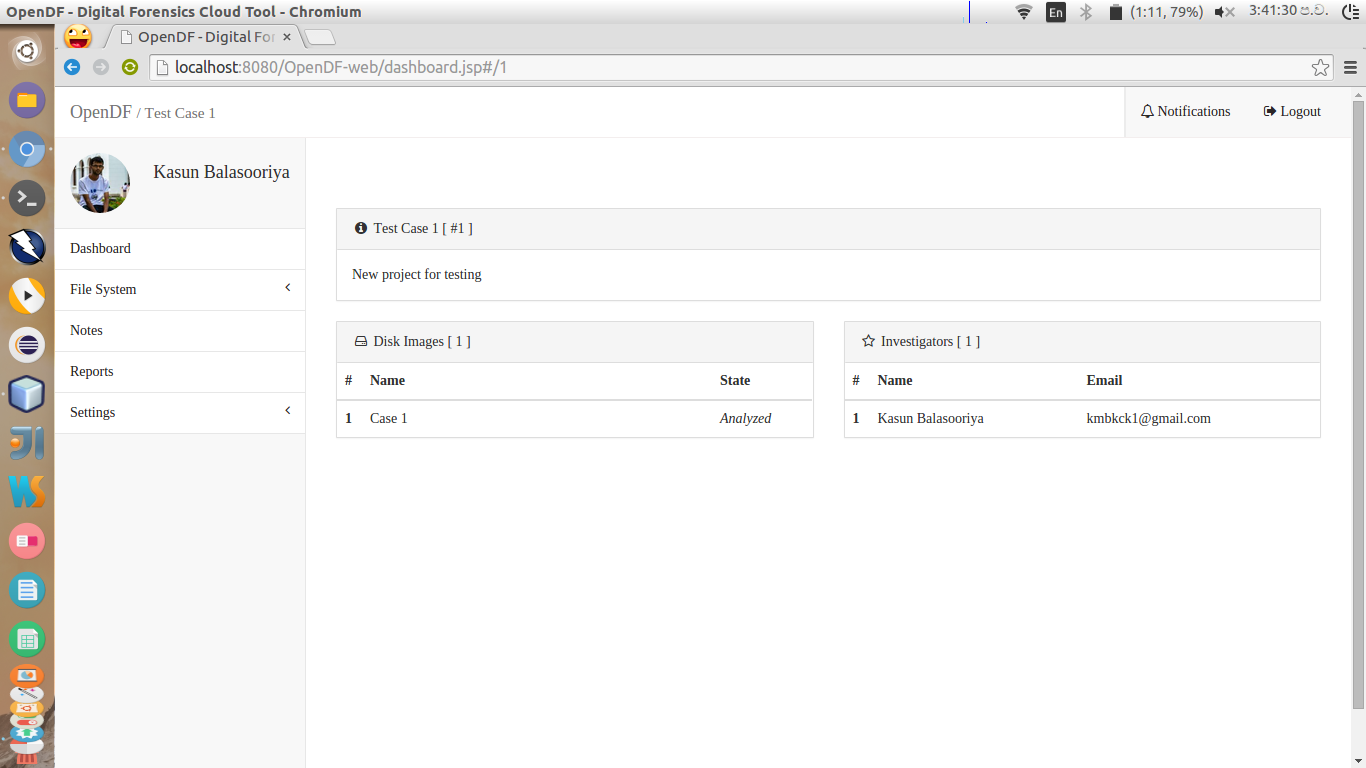 OpenDF - Digital Forensics Cloud Tool - Chromium
En
(1:11, 79%)
3:41:30 ප.ව.
OpenDF - Digital For
localhost:8080/OpenDF-web/dashboard.jsp#/1
OpenDF / Test Case 1
Notifications
Logout
Kasun Balasooriya
Dashboard
File System
Notes
Reports
Settings
Test Case 1 [ #1 ]
New project for testing
Disk Images [ 1 ]
# Name State
1 Case 1 Analyzed
Investigators [ 1 ]
# Name Email
1 Kasun Balasooriya kmbkck1@gmail.com